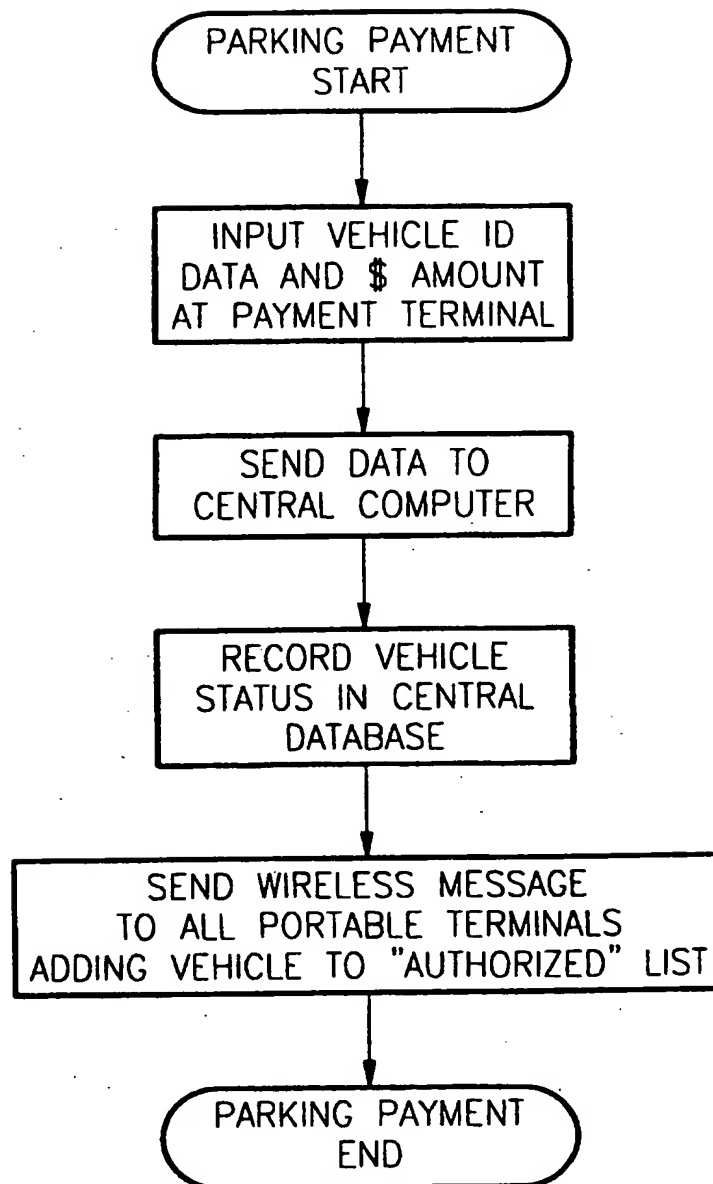 PARKING PAYMENT
START
INPUT VEHICLE ID
DATA AND $ AMOUNT
AT PAYMENT TERMINAL
SEND DATA TO
CENTRAL COMPUTER
RECORD VEHICLE
STATUS IN CENTRAL
DATABASE
SEND WIRELESS MESSAGE
TO ALL PORTABLE TERMINALS
ADDING VEHICLE TO "AUTHORIZED" LIST
PARKING PAYMENT
END